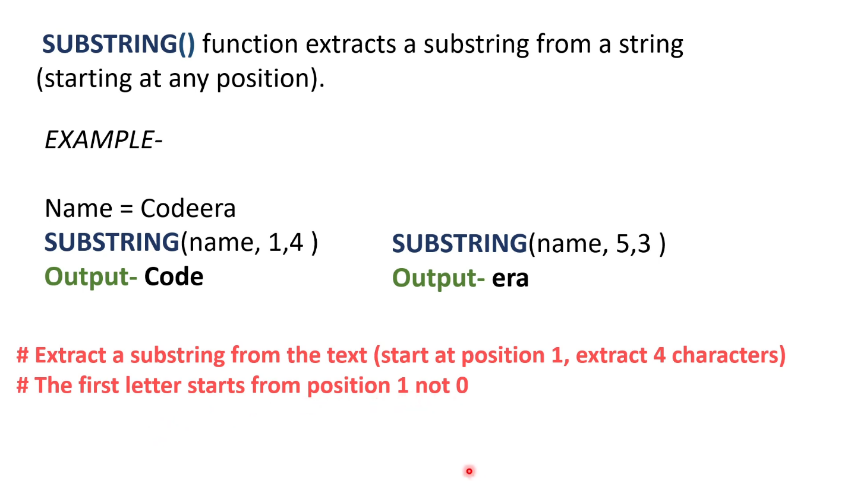 SUBSTRING() function extracts a substring from a string
(starting at any position).
EXAMPLE-
Name = Codeera
SUBSTRING(name, 1,4 )
Output- Code
SUBSTRING(name, 5,3 )
Output- era
# Extract a substring from the text (start at position 1, extract 4 characters)
# The first letter starts from position 1 not 0